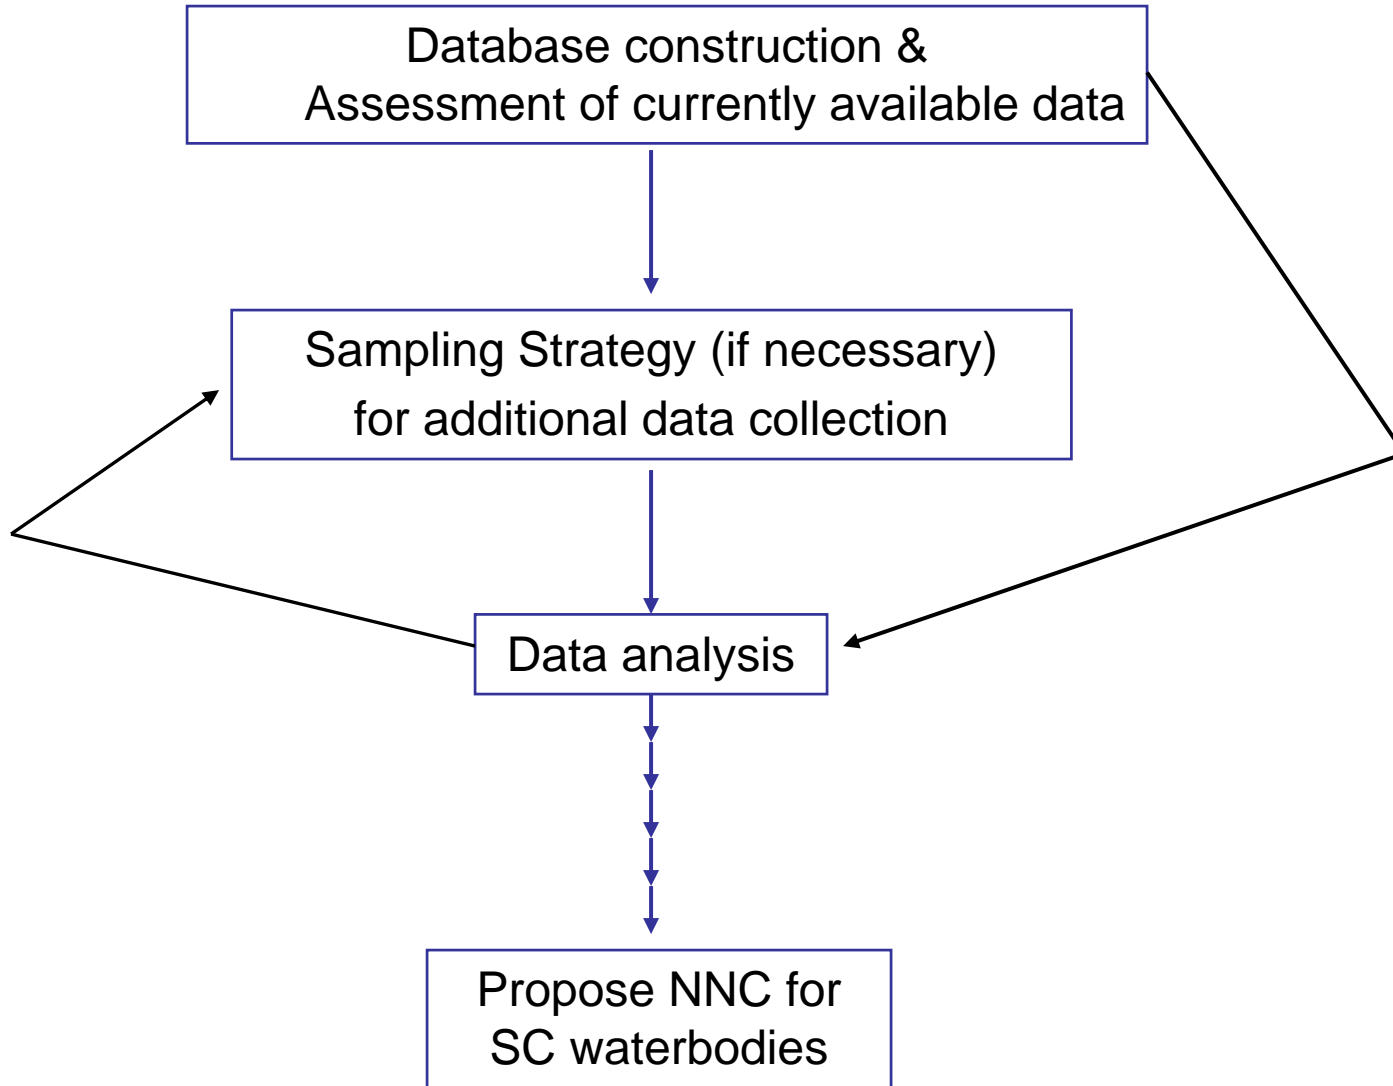 Database construction &
Assessment of currently available data
Sampling Strategy (if necessary)
for additional data collection
Data analysis
Propose NNC for
SC waterbodies